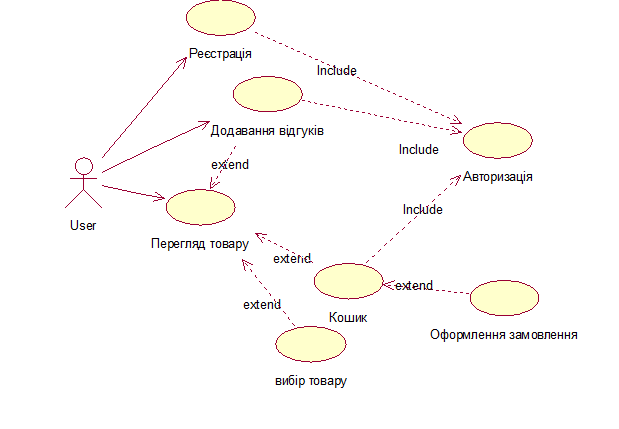 Реєстрація
Include
Додавання відгуків
Include
extend
Авторизація
User
Include
Перегляд товару
extend
extend
extend
Кошик
Оформлення замовлення
вибір товару